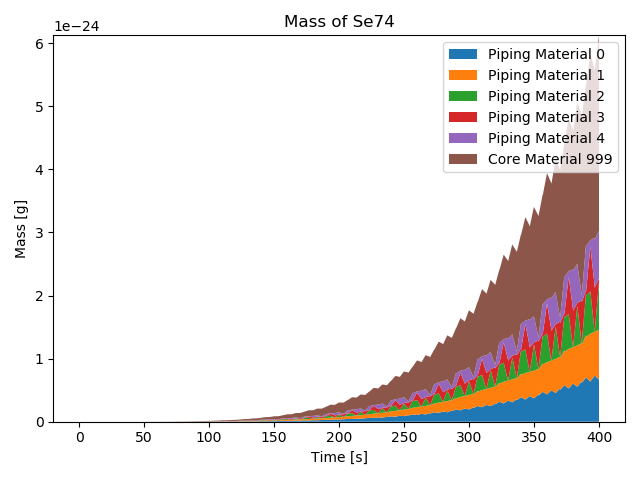 Mass of Se74
1e−24
Piping Material 0
Piping Material 1
Piping Material 2
Piping Material 3
Piping Material 4
Core Material 999
6
5
4
3
2
1
0
Mass [g]
0 50 100 150 200 250 300 350 400
Time [s]